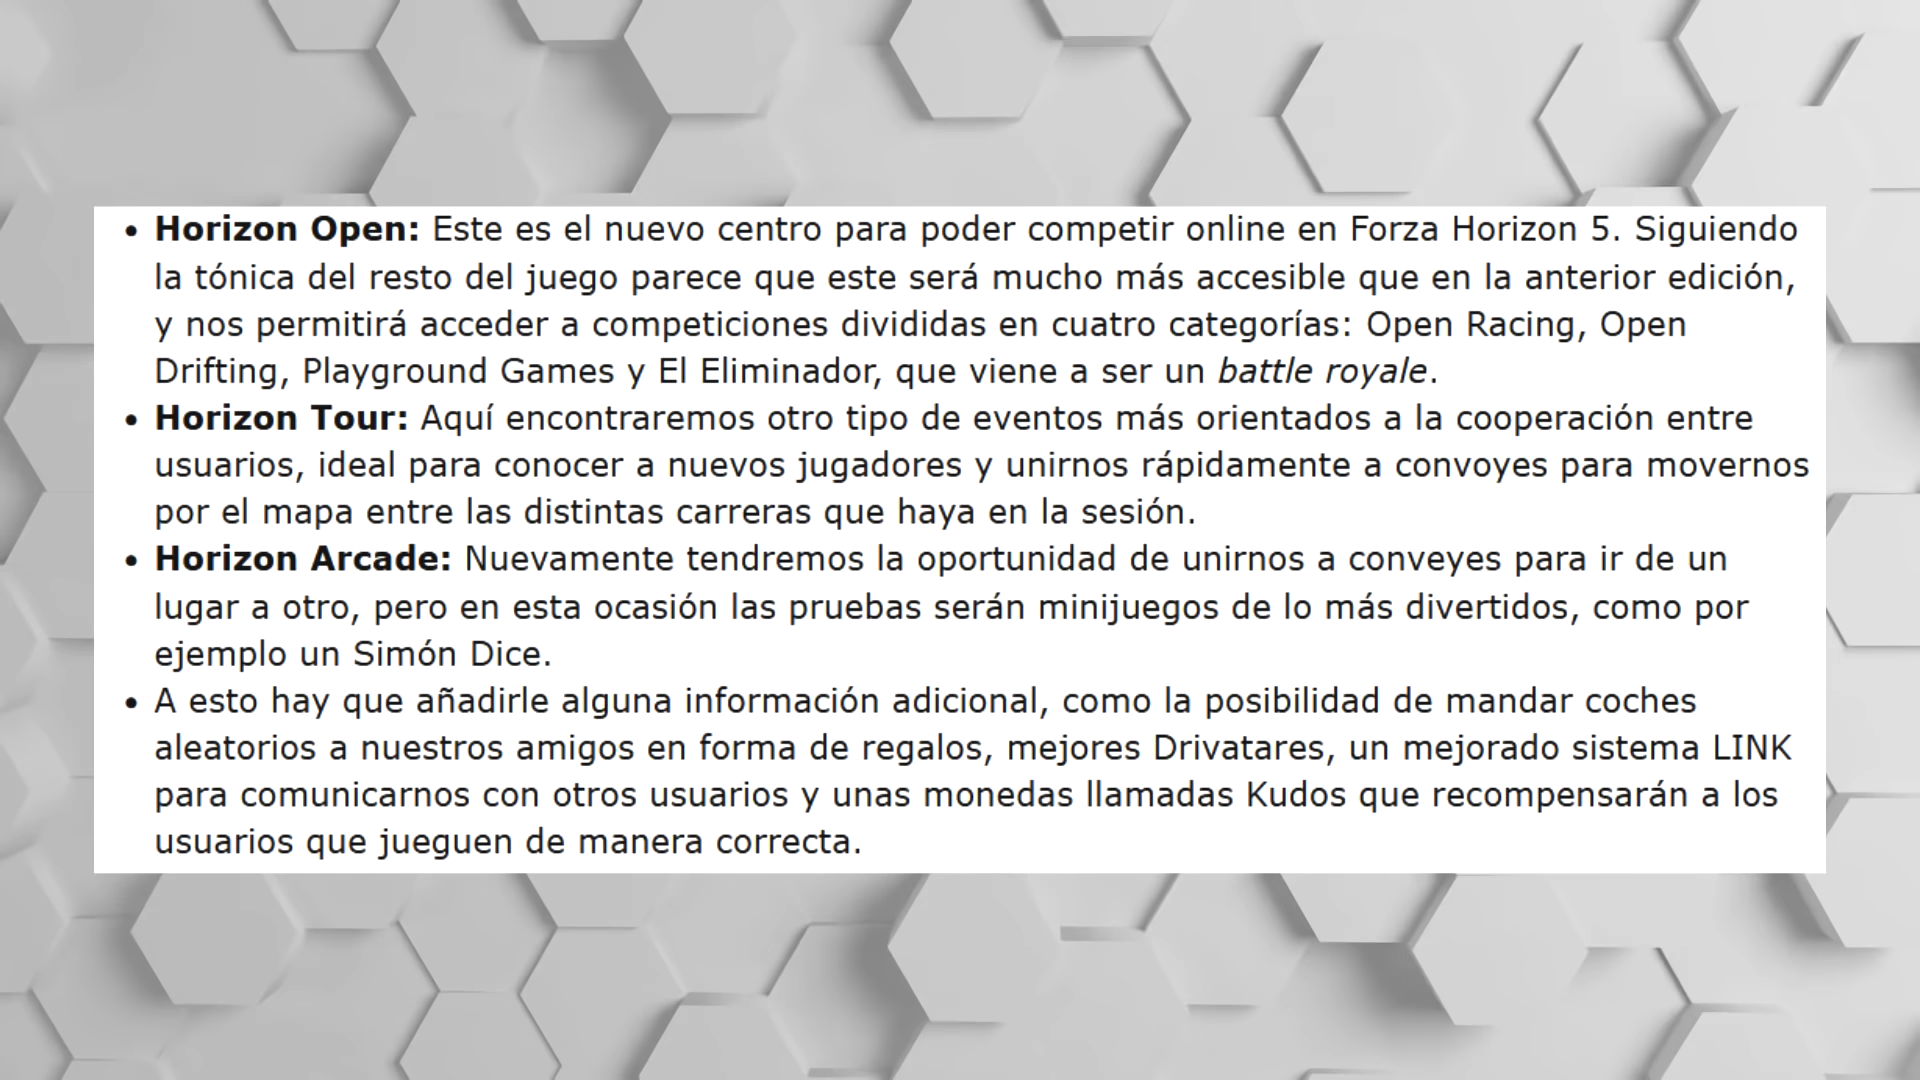 • Horizon Open: Este es el nuevo centro para poder competir online en Forza Horizon 5. Siguiendo
la tónica del resto del juego parece que este será mucho más accesible que en la anterior edición,
y nos permitirá acceder a competiciones divididas en cuatro categorías: Open Racing, Open
Drifting, Playground Games y El Eliminador, que viene a ser un battle royale.
• Horizon Tour: Aquí encontraremos otro tipo de eventos más orientados a la cooperación entre
usuarios, ideal para conocer a nuevos jugadores y unirnos rápidamente a convoyes para movernos
por el mapa entre las distintas carreras que haya en la sesión.
• Horizon Arcade: Nuevamente tendremos la oportunidad de unirnos a conveyes para ir de un
lugar a otro, pero en esta ocasión las pruebas serán minijuegos de lo más divertidos, como por
ejemplo un Simón Dice.
• A esto hay que añadirle alguna información adicional, como la posibilidad de mandar coches
aleatorios a nuestros amigos en forma de regalos, mejores Drivatares, un mejorado sistema LINK
para comunicarnos con otros usuarios y unas monedas llamadas Kudos que recompensarán a los
usuarios que jueguen de manera correcta.